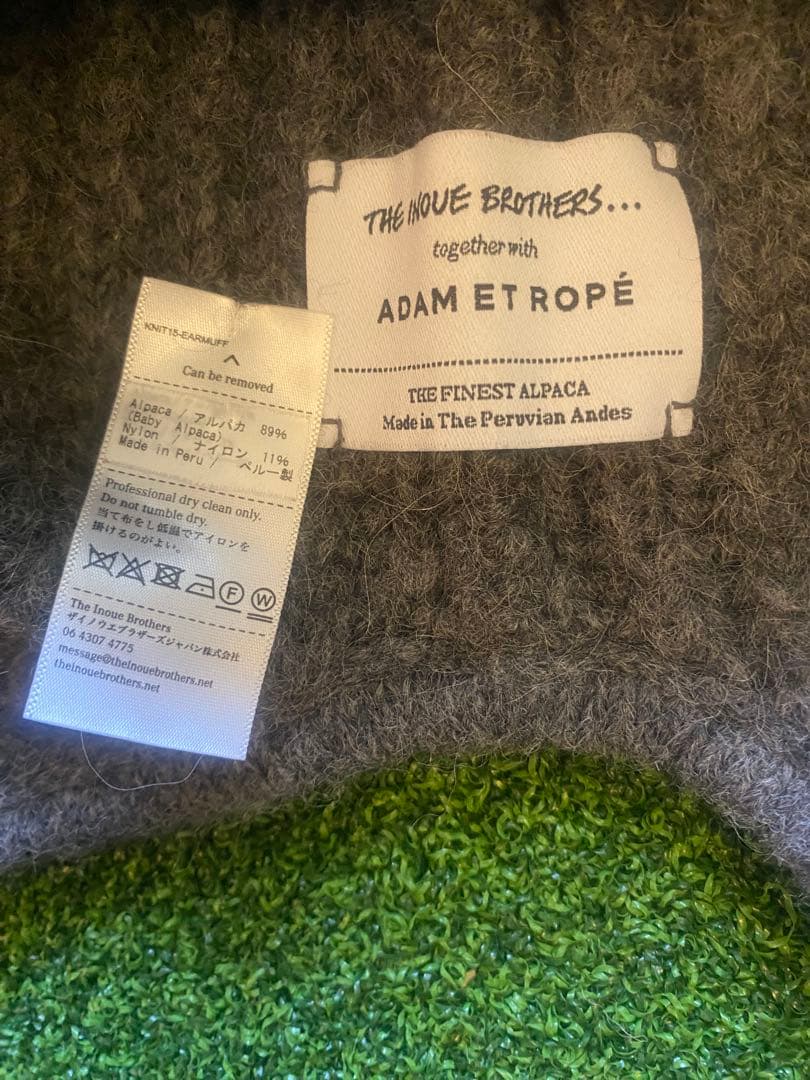 THE INOUE BROTHERS...
together with
ADAM ET ROPÉ
THE FINEST ALPACA
Made in The Peruvian Andes
KNIT15-EARMUFF
Can be removed
Alpaca / アルパカ 89%
(Baby Alpaca)
Nylon / ナイロン 11%
Made in Peru / ペルー製
Professional dry clean only.
Do not tumble dry.
当て布をし低温でアイロンを
掛けるのがよい。
F W
The Inoue Brothers
ザイノウエブラザーズジャパン株式会社
06 4307 4775
message@theinouebrothers.net
theinouebrothers.net